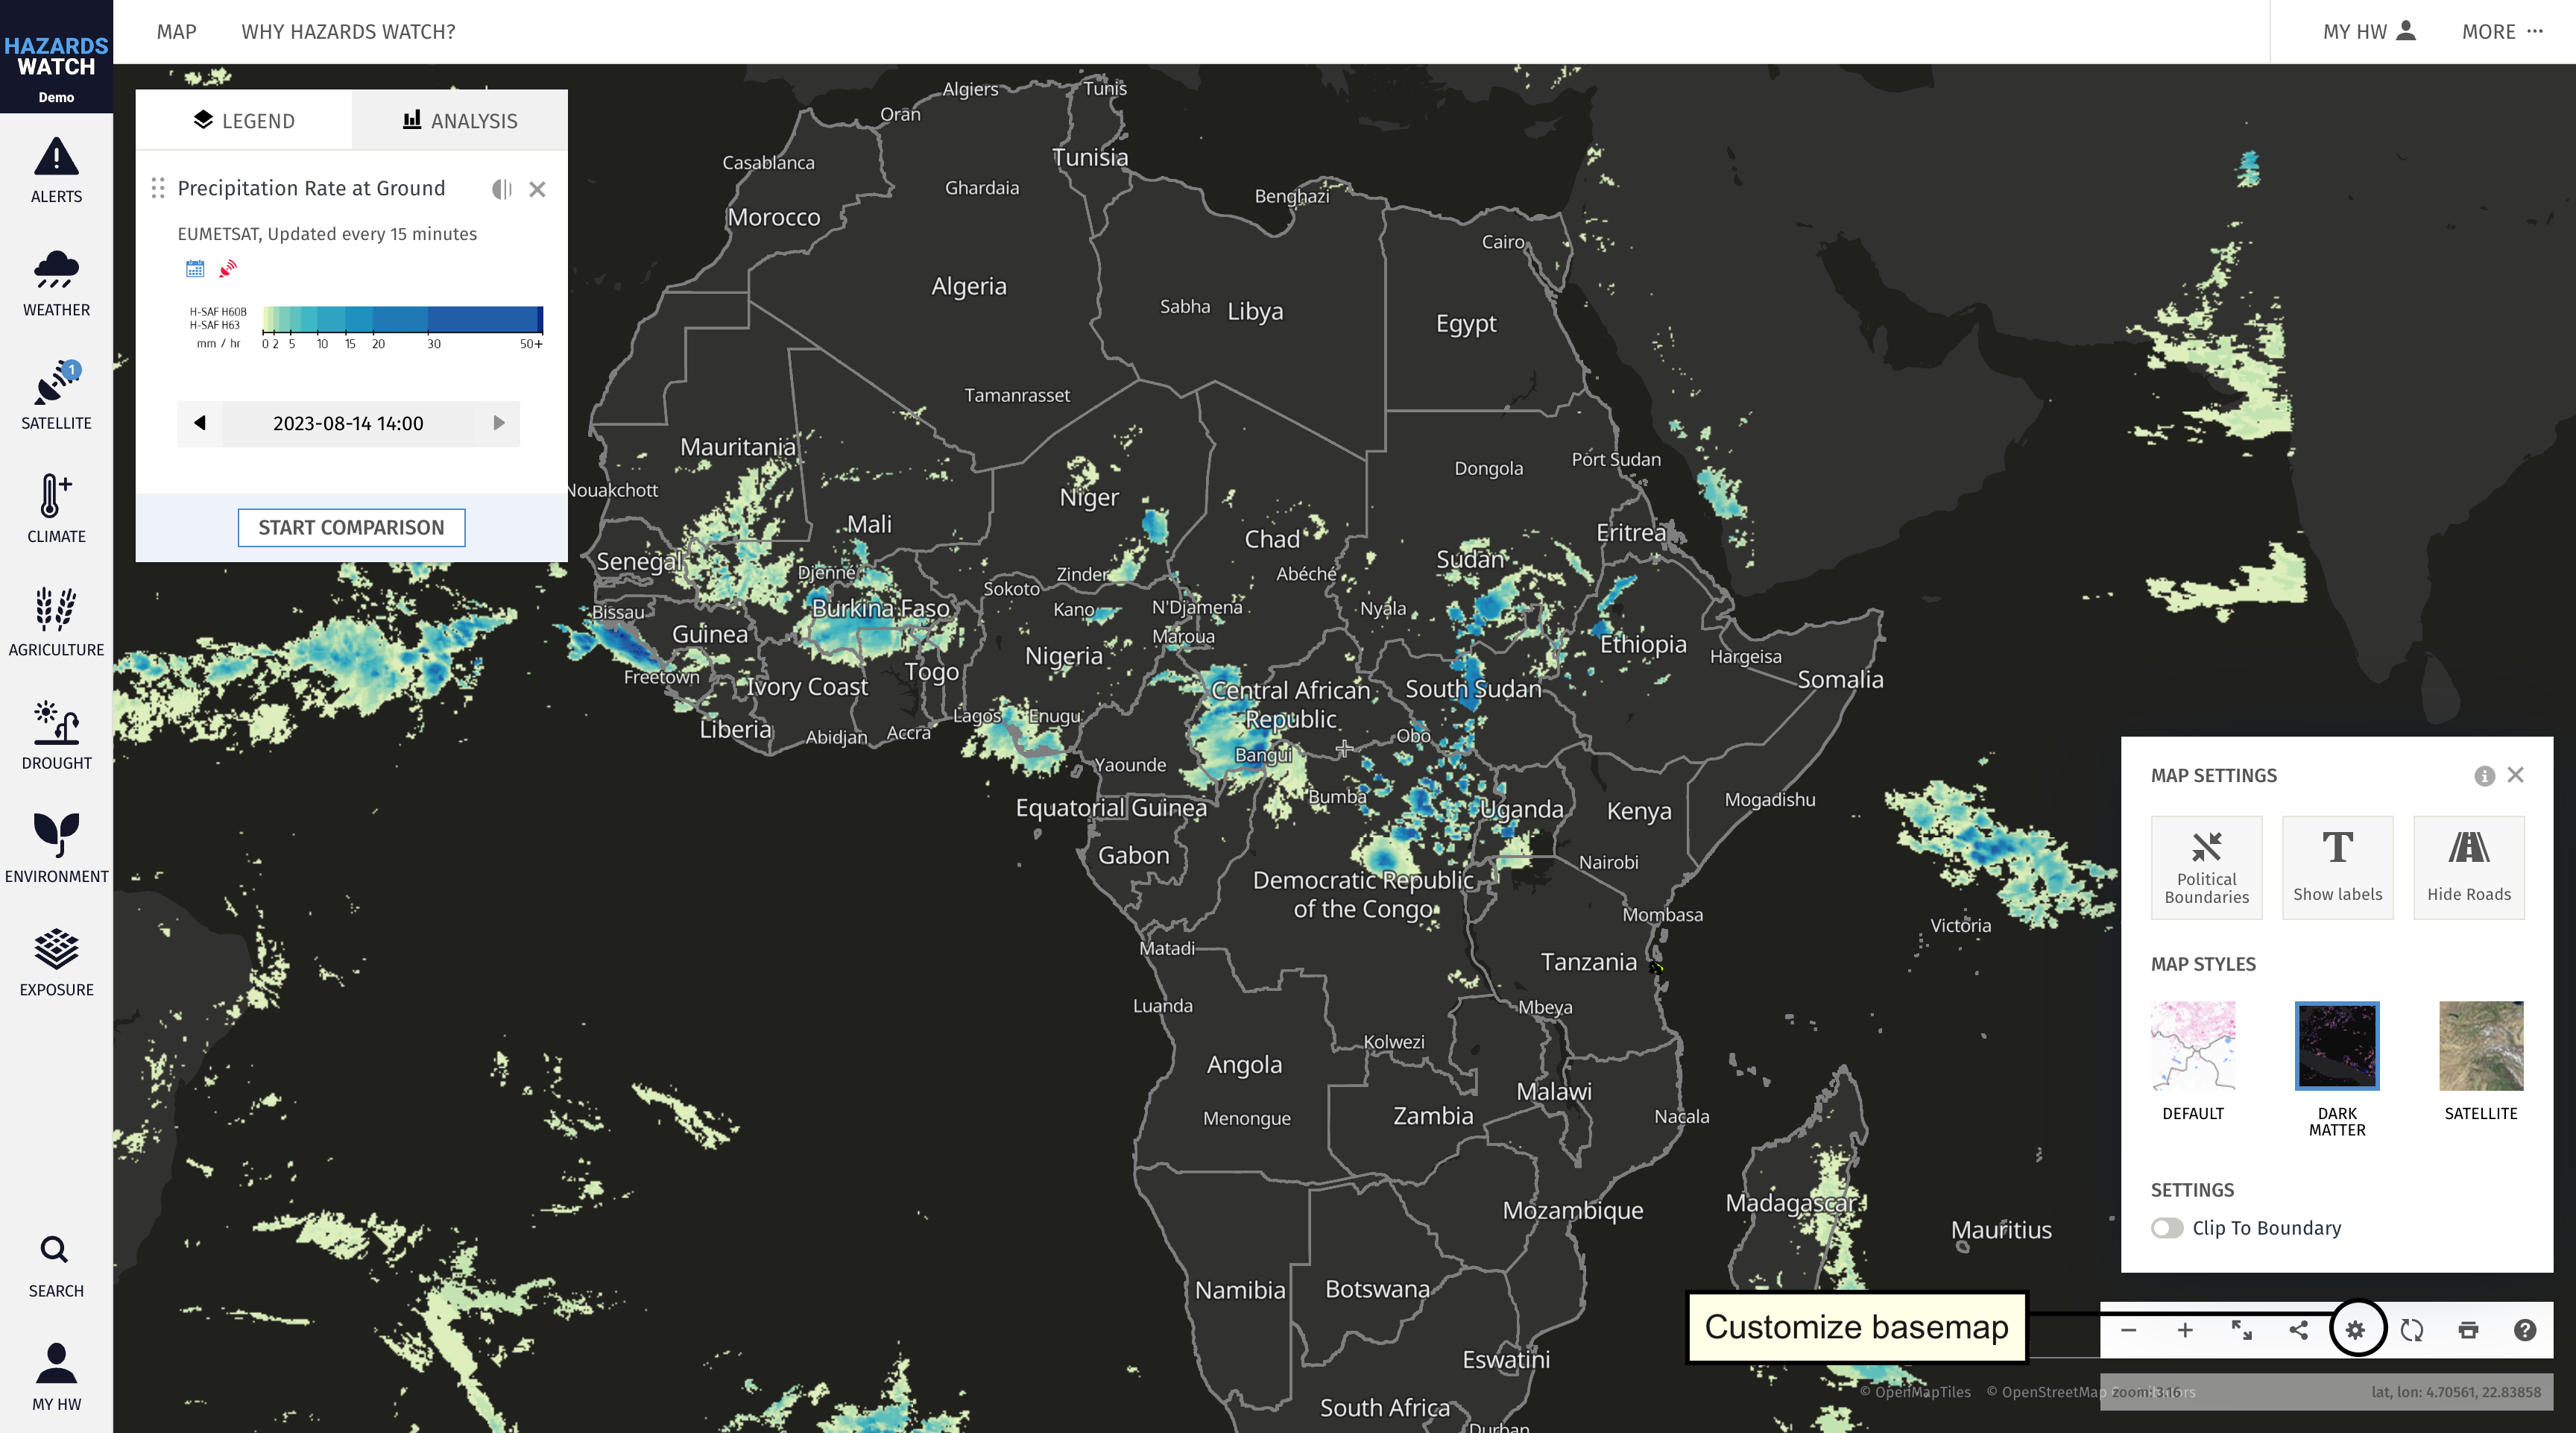 HAZARDS
WATCH
Demo
MAP
WHY HAZARDS WATCH?
MY HW
MORE ···
ALERTS
WEATHER
1
SATELLITE
CLIMATE
AGRICULTURE
DROUGHT
ENVIRONMENT
EXPOSURE
SEARCH
MY HW
LEGEND
ANALYSIS
Precipitation Rate at Ground
EUMETSAT, Updated every 15 minutes
H-SAF H60B
H-SAF H63
mm / hr 0 2 5 10 15 20 30 50+
2023-08-14 14:00
START COMPARISON
Algiers
Tunis
Oran
Tunisia
Casablanca
Ghardaia
Benghazi
Morocco
Cairo
Algeria
Sabha
Libya
Egypt
Tamanrasset
Mauritania
Dongola
Port Sudan
Nouakchott
Niger
Mali
Chad
Eritrea
Senegal
Sudan
Djenné
Zinder
Abéché
Sokoto
Bissau
Burkina Faso
Kano
N'Djamena
Nyala
Guinea
Maroua
Ethiopia
Nigeria
Hargeisa
Freetown
Togo
Somalia
Ivory Coast
Central African
Republic
South Sudan
Lagos
Enugu
Liberia
Abidjan
Accra
Obo
Bangui
Yaounde
Bumba
Equatorial Guinea
Uganda
Kenya
Mogadishu
Gabon
Nairobi
Democratic Republic
of the Congo
Mombasa
Victoria
Matadi
Tanzania
Luanda
Mbeya
Kolwezi
Angola
Malawi
Menongue
Zambia
Nacala
Mozambique
Madagascar
Mauritius
Namibia
Botswana
Eswatini
South Africa
Durban
MAP SETTINGS
Political
Boundaries
Show labels
Hide Roads
MAP STYLES
DEFAULT
DARK
MATTER
SATELLITE
SETTINGS
Clip To Boundary
Customize basemap
© OpenMapTiles © OpenStreetMap
zoom: 3.16
lat, lon: 4.70561, 22.83858